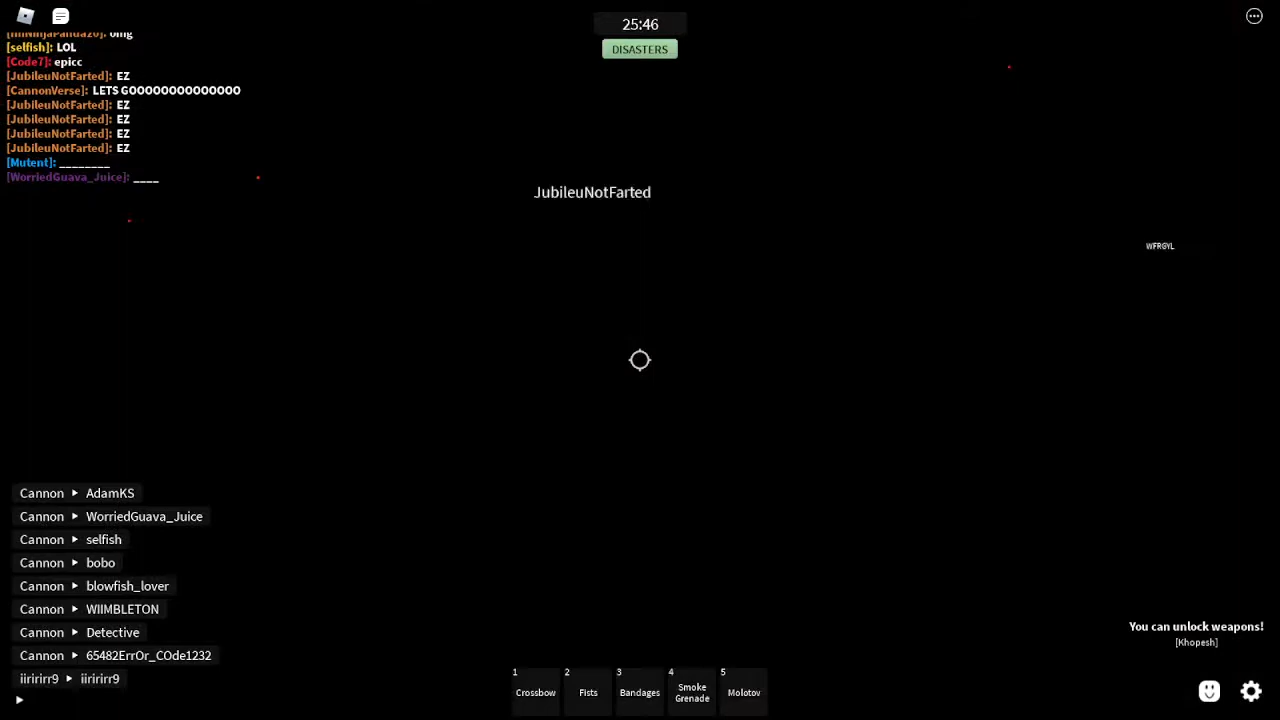 25:46
DISASTERS
[selfish]: LOL
[Code7]: epicc
[JubileuNotFarted]: EZ
[CannonVerse]: LETS GOOOOOOOOOOOOOO
[JubileuNotFarted]: EZ
[JubileuNotFarted]: EZ
[JubileuNotFarted]: EZ
[JubileuNotFarted]: EZ
[Mutent]: ________
[WorriedGuava_Juice]: ____
JubileuNotFarted
WFRGYL
Cannon ▸ AdamKS
Cannon ▸ WorriedGuava_Juice
Cannon ▸ selfish
Cannon ▸ bobo
Cannon ▸ blowfish_lover
Cannon ▸ WIIMBLETON
Cannon ▸ Detective
Cannon ▸ 65482ErrOr_COde1232
iiririrr9 ▸ iiririrr9
You can unlock weapons!
[Khopesh]
1 Crossbow
2 Fists
3 Bandages
4 Smoke Grenade
5 Molotov